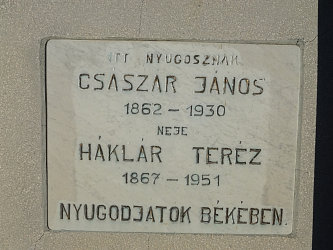 ITT NYUGOSZNAK
CSÁSZÁR JÁNOS
1862 – 1930
NEJE
HÁKLÁR TERÉZ
1867 – 1951
NYUGODJATOK BÉKÉBEN.